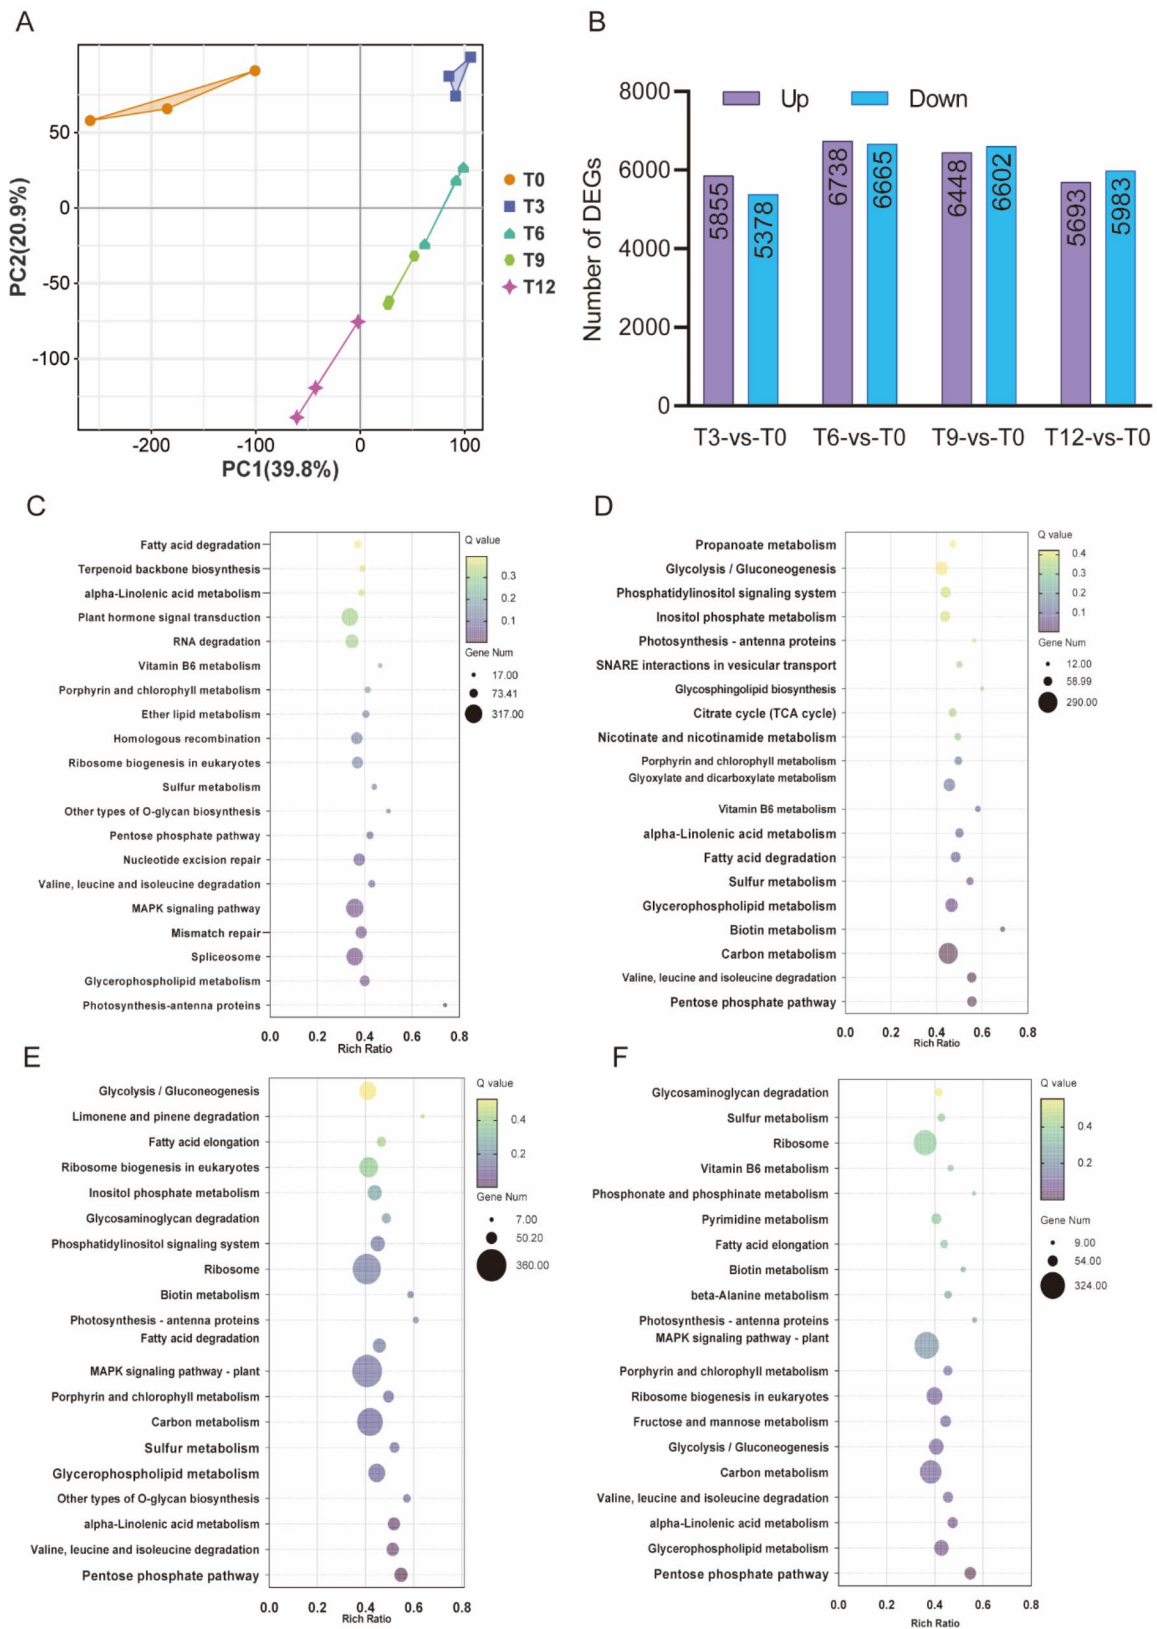 A
50
0
-50
-100
PC2(20.9%)
-200
-100
0
100
PC1(39.8%)
T0
T3
T6
T9
T12
B
Up
Down
8000
6000
4000
2000
0
Number of DEGs
5855
5378
6738
6665
6448
6602
5693
5983
T3-vs-T0
T6-vs-T0
T9-vs-T0
T12-vs-T0
C
Fatty acid degradation
Terpenoid backbone biosynthesis
alpha-Linolenic acid metabolism
Plant hormone signal transduction
RNA degradation
Vitamin B6 metabolism
Porphyrin and chlorophyll metabolism
Ether lipid metabolism
Homologous recombination
Ribosome biogenesis in eukaryotes
Sulfur metabolism
Other types of O-glycan biosynthesis
Pentose phosphate pathway
Nucleotide excision repair
Valine, leucine and isoleucine degradation
MAPK signaling pathway
Mismatch repair
Spliceosome
Glycerophospholipid metabolism
Photosynthesis-antenna proteins
0.0
0.2
0.4
0.6
0.8
Rich Ratio
Q value
0.3
0.2
0.1
Gene Num
17.00
73.41
317.00
D
Propanoate metabolism
Glycolysis / Gluconeogenesis
Phosphatidylinositol signaling system
Inositol phosphate metabolism
Photosynthesis - antenna proteins
SNARE interactions in vesicular transport
Glycosphingolipid biosynthesis
Citrate cycle (TCA cycle)
Nicotinate and nicotinamide metabolism
Porphyrin and chlorophyll metabolism
Glyoxylate and dicarboxylate metabolism
Vitamin B6 metabolism
alpha-Linolenic acid metabolism
Fatty acid degradation
Sulfur metabolism
Glycerophospholipid metabolism
Biotin metabolism
Carbon metabolism
Valine, leucine and isoleucine degradation
Pentose phosphate pathway
0.0
0.2
0.4
0.6
0.8
Rich Ratio
Q value
0.4
0.3
0.2
0.1
Gene Num
12.00
58.99
290.00
E
Glycolysis / Gluconeogenesis
Limonene and pinene degradation
Fatty acid elongation
Ribosome biogenesis in eukaryotes
Inositol phosphate metabolism
Glycosaminoglycan degradation
Phosphatidylinositol signaling system
Ribosome
Biotin metabolism
Photosynthesis - antenna proteins
Fatty acid degradation
MAPK signaling pathway - plant
Porphyrin and chlorophyll metabolism
Carbon metabolism
Sulfur metabolism
Glycerophospholipid metabolism
Other types of O-glycan biosynthesis
alpha-Linolenic acid metabolism
Valine, leucine and isoleucine degradation
Pentose phosphate pathway
0.0
0.2
0.4
0.6
0.8
Rich Ratio
Q value
0.4
0.2
Gene Num
7.00
50.20
360.00
F
Glycosaminoglycan degradation
Sulfur metabolism
Ribosome
Vitamin B6 metabolism
Phosphonate and phosphinate metabolism
Pyrimidine metabolism
Fatty acid elongation
Biotin metabolism
beta-Alanine metabolism
Photosynthesis - antenna proteins
MAPK signaling pathway - plant
Porphyrin and chlorophyll metabolism
Ribosome biogenesis in eukaryotes
Fructose and mannose metabolism
Glycolysis / Gluconeogenesis
Carbon metabolism
Valine, leucine and isoleucine degradation
alpha-Linolenic acid metabolism
Glycerophospholipid metabolism
Pentose phosphate pathway
0.0
0.2
0.4
0.6
0.8
Rich Ratio
Q value
0.4
0.2
Gene Num
9.00
54.00
324.00